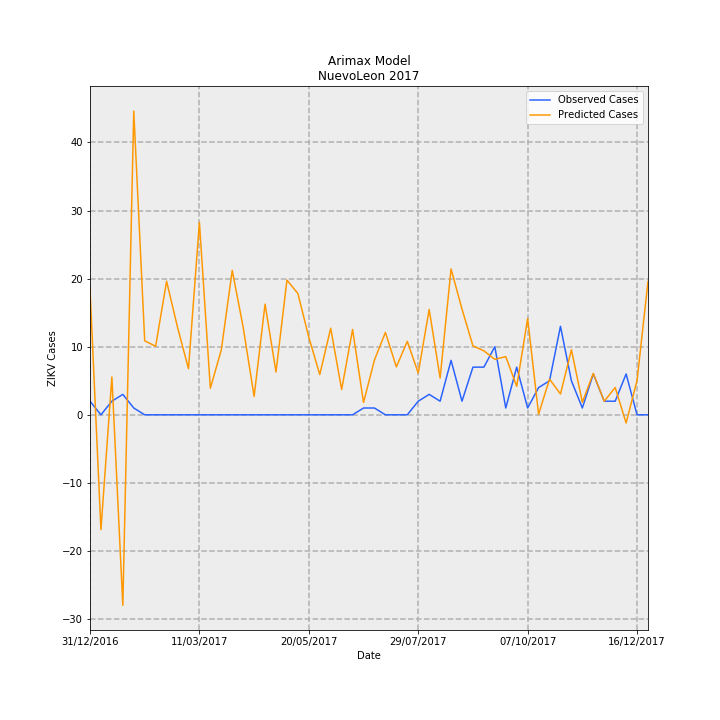 Arimax Model
NuevoLeon 2017
Observed Cases
Predicted Cases
ZIKV Cases
40
30
20
10
0
−10
−20
−30
31/12/2016
11/03/2017
20/05/2017
29/07/2017
07/10/2017
16/12/2017
Date